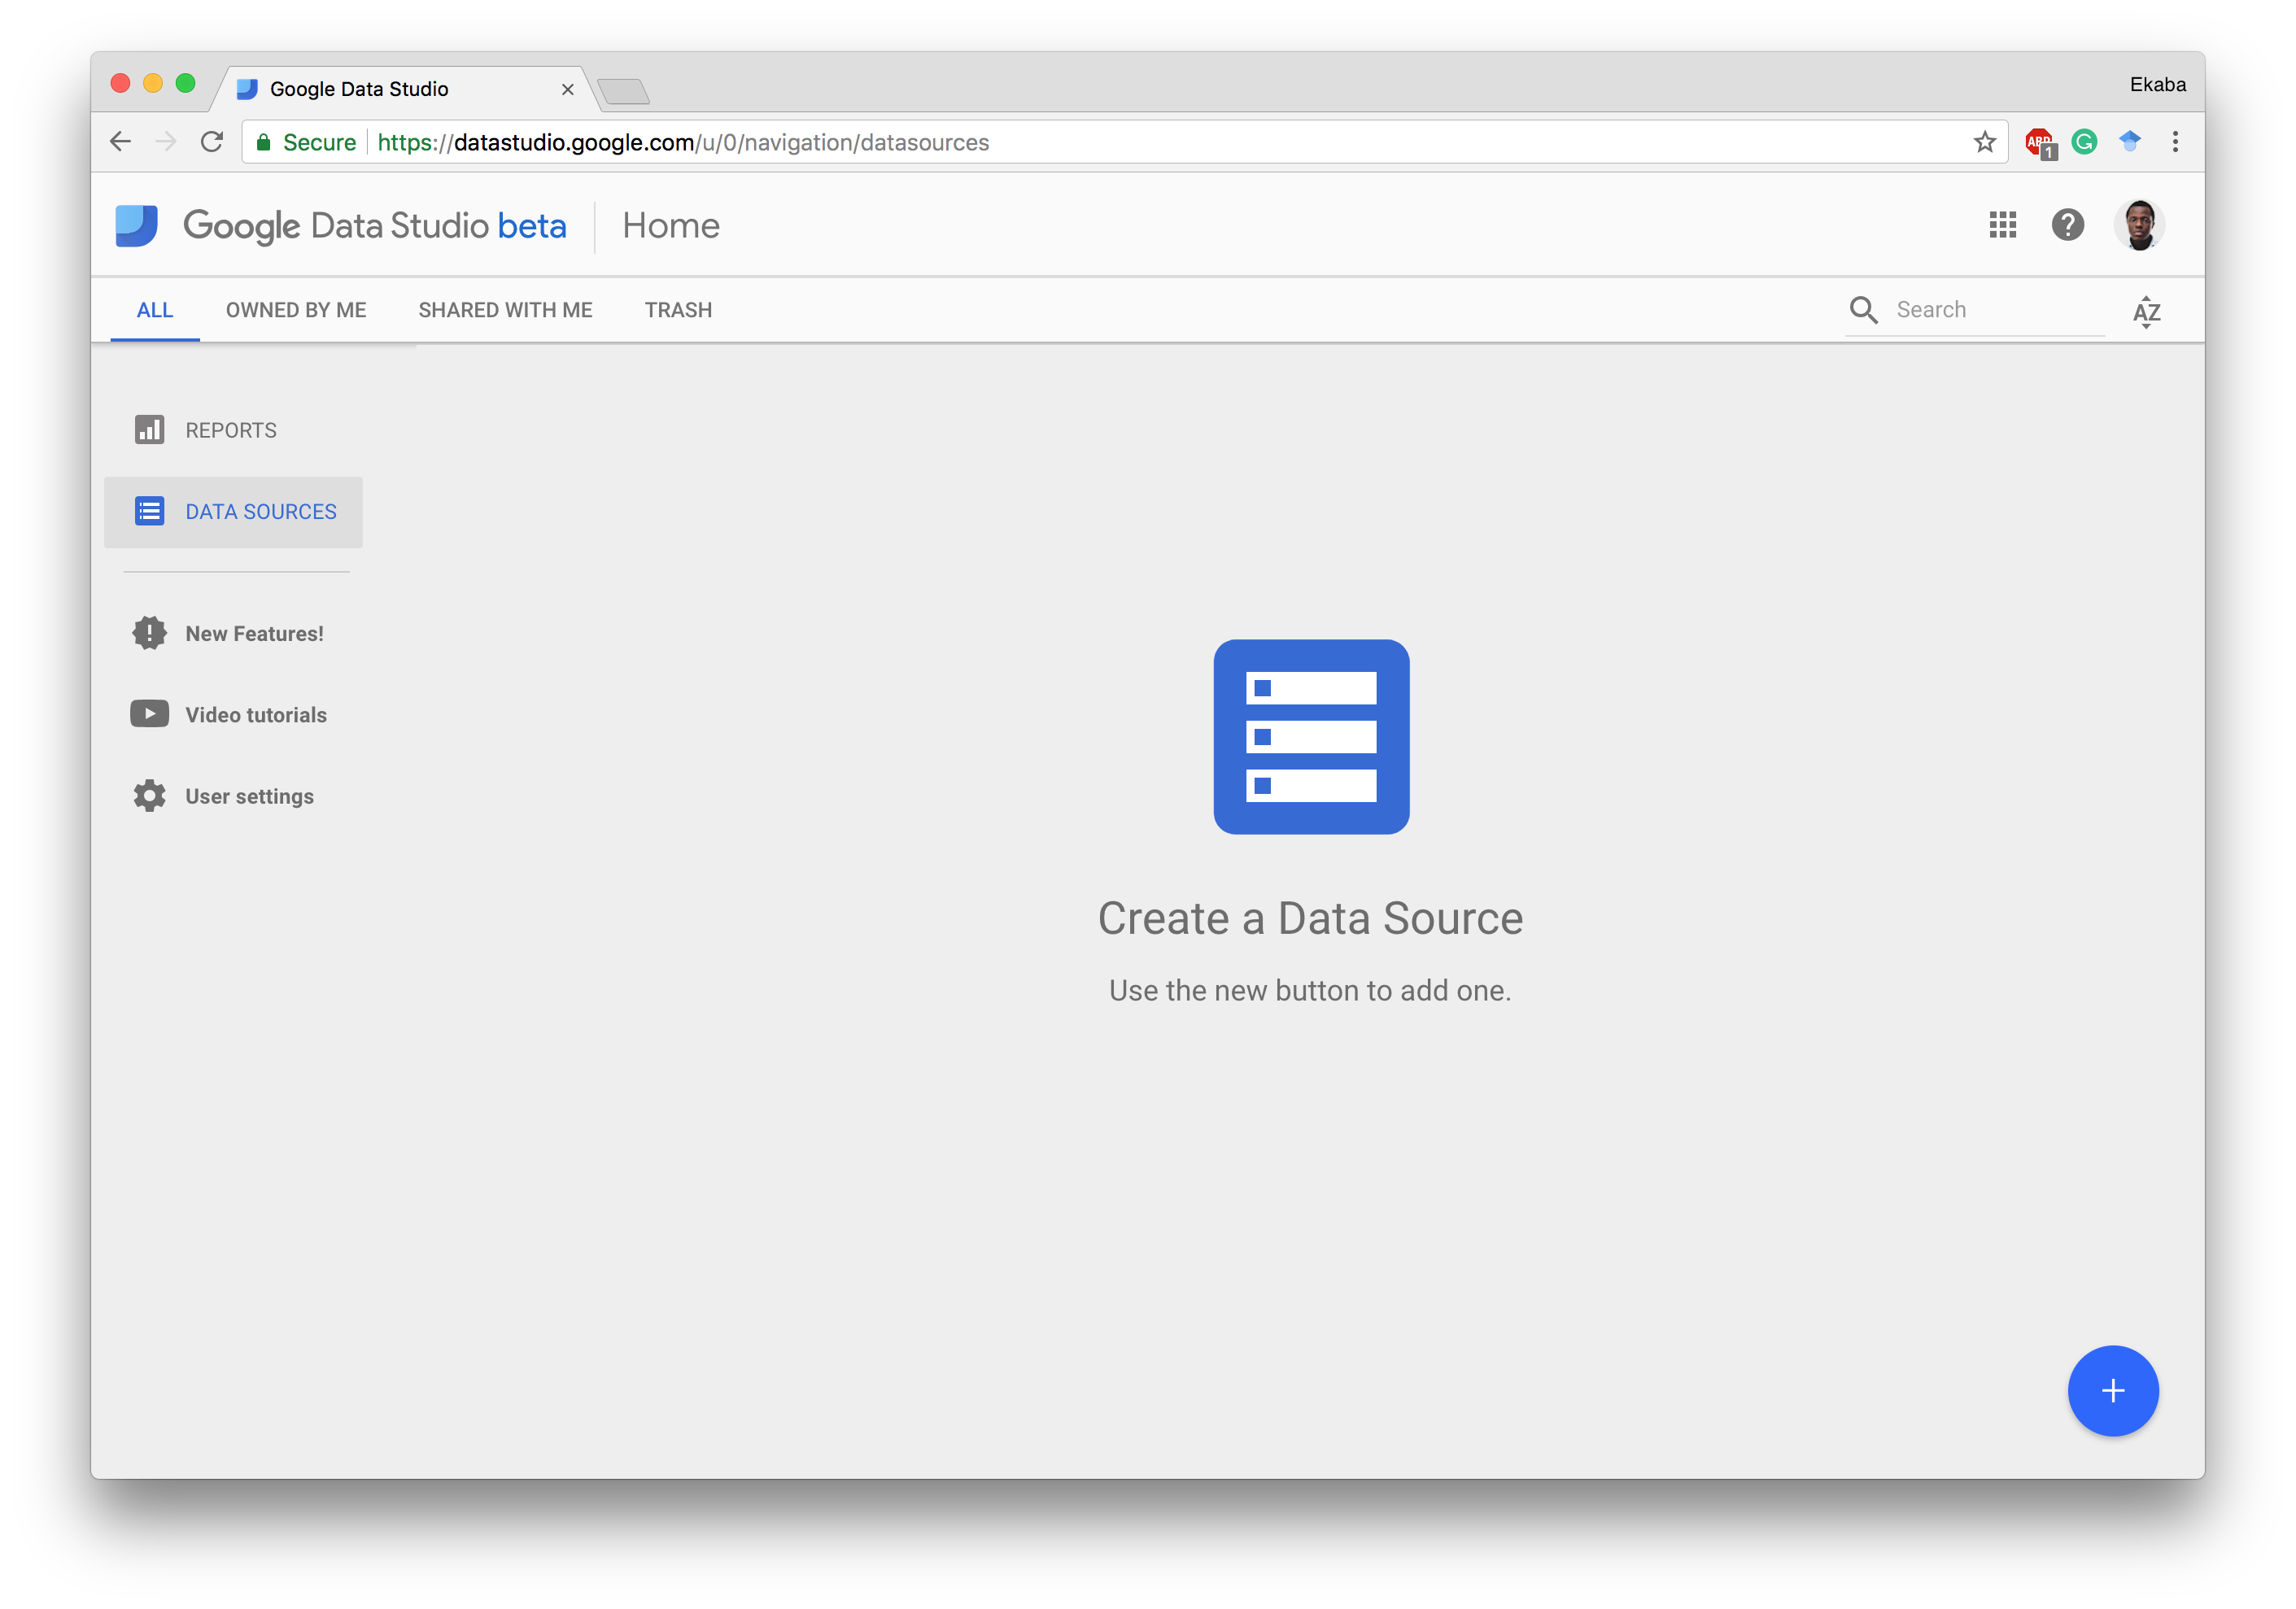 Google Data Studio
Ekaba
Secure https://datastudio.google.com/u/0/navigation/datasources
ABP
1
Google Data Studio beta Home
ALL OWNED BY ME SHARED WITH ME TRASH Search AZ
REPORTS
DATA SOURCES
New Features!
Video tutorials
User settings
Create a Data Source
Use the new button to add one.